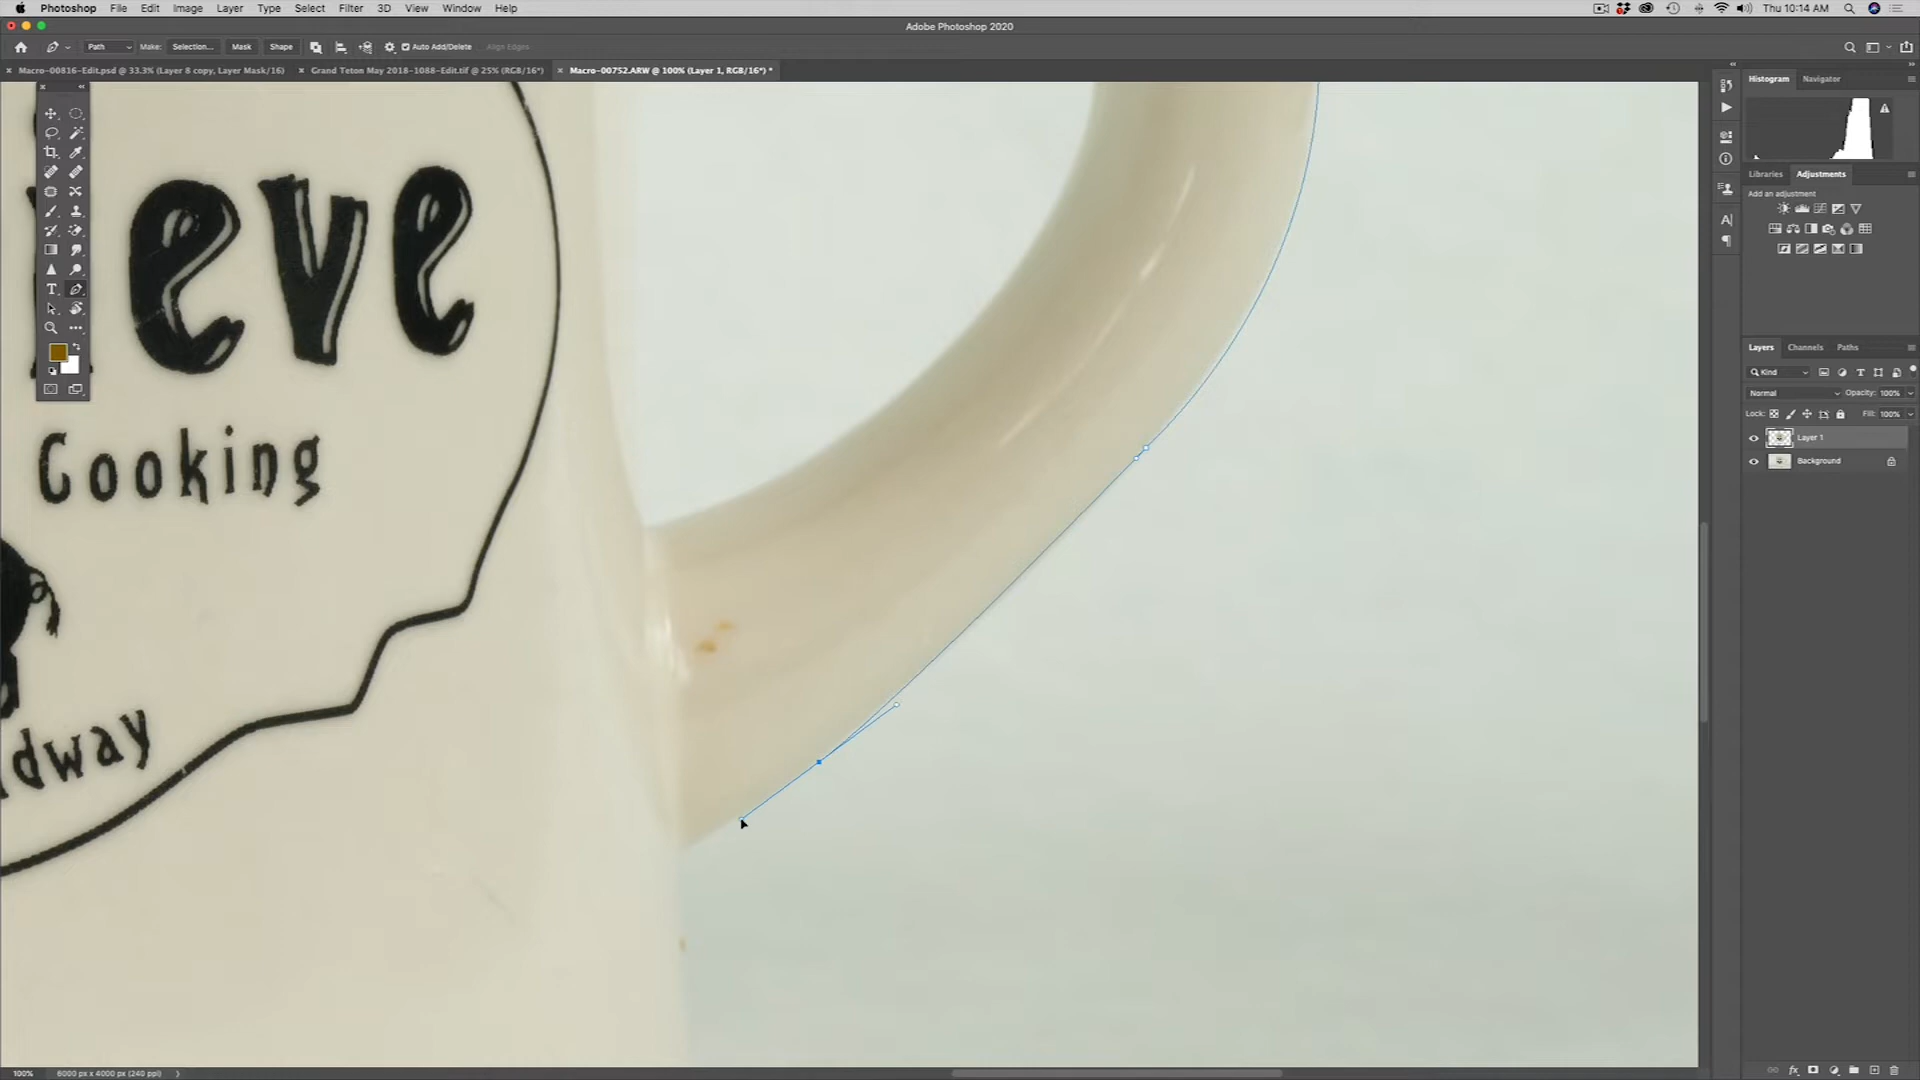 Photoshop File Edit Image Layer Type Select Filter 3D View Window Help
Thu 10:14 AM
Adobe Photoshop 2020
Path Make: Selection... Mask Shape Auto Add/Delete Align Edges
Macro-00816-Edit.psd @ 33.3% (Layer 8 copy, Layer Mask/16)
Grand Teton May 2018-1088-Edit.tif @ 25% (RGB/16*)
Macro-00752.ARW @ 100% (Layer 1, RGB/16*) *
Histogram Navigator
Libraries Adjustments
Add an adjustment
Layers Channels Paths
Kind
Normal Opacity: 100%
Lock: Fill: 100%
Layer 1
Background
eve
Cooking
dway
100% 6000 px x 4000 px (240 ppi)